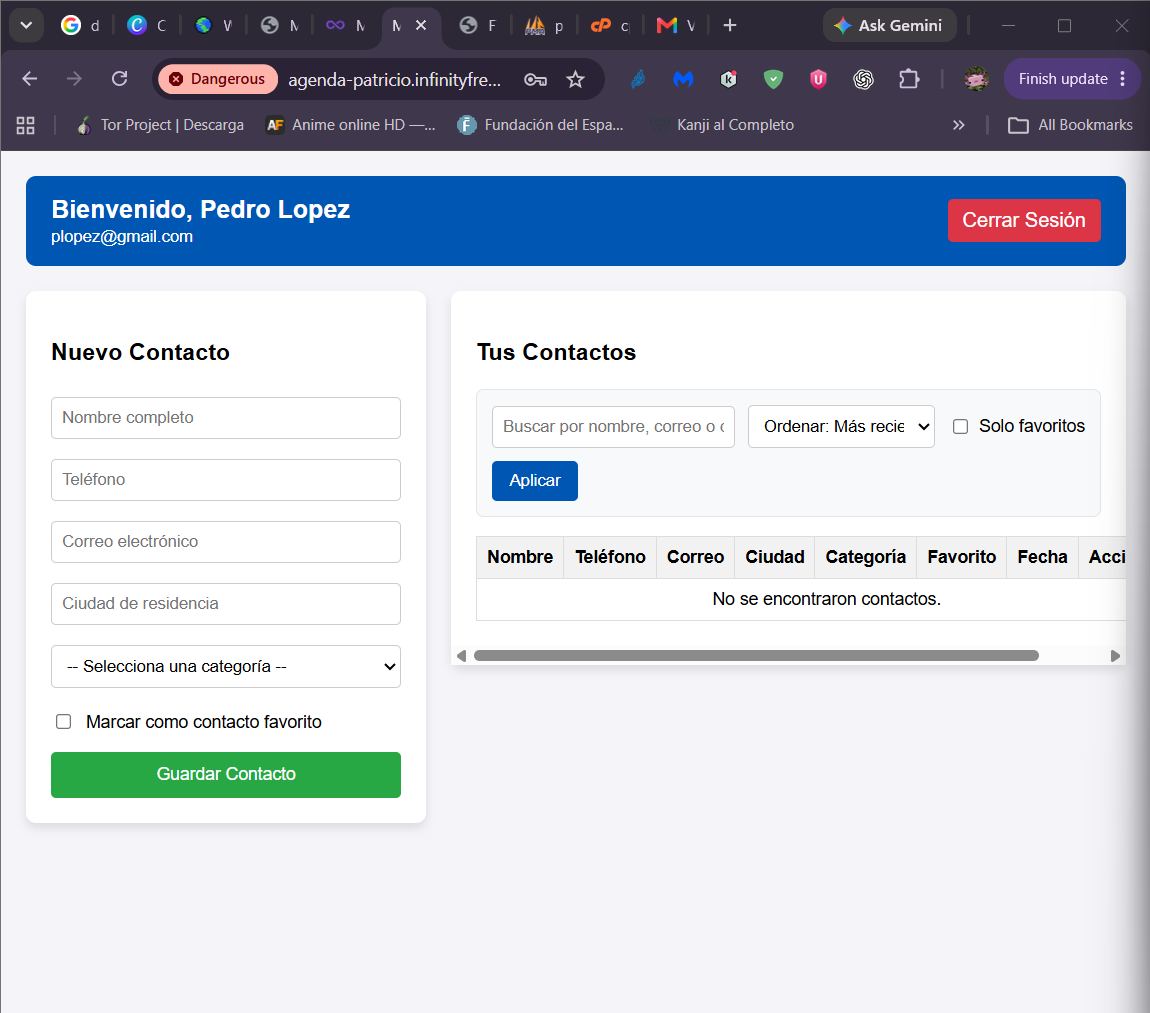 d
C
W
M
M
M
F
p
cP
c
M
V
Ask Gemini
Dangerous
agenda-patricio.infinityfre...
Finish update
Tor Project | Descarga
AF
Anime online HD —...
Fundación del Espa...
Kanji al Completo
All Bookmarks
Bienvenido, Pedro Lopez
plopez@gmail.com
Cerrar Sesión
Nuevo Contacto
Nombre completo
Teléfono
Correo electrónico
Ciudad de residencia
-- Selecciona una categoría --
Marcar como contacto favorito
Guardar Contacto
Tus Contactos
Buscar por nombre, correo o c
Ordenar: Más recie
Solo favoritos
Aplicar
Nombre Teléfono Correo Ciudad Categoría Favorito Fecha Acci
No se encontraron contactos.